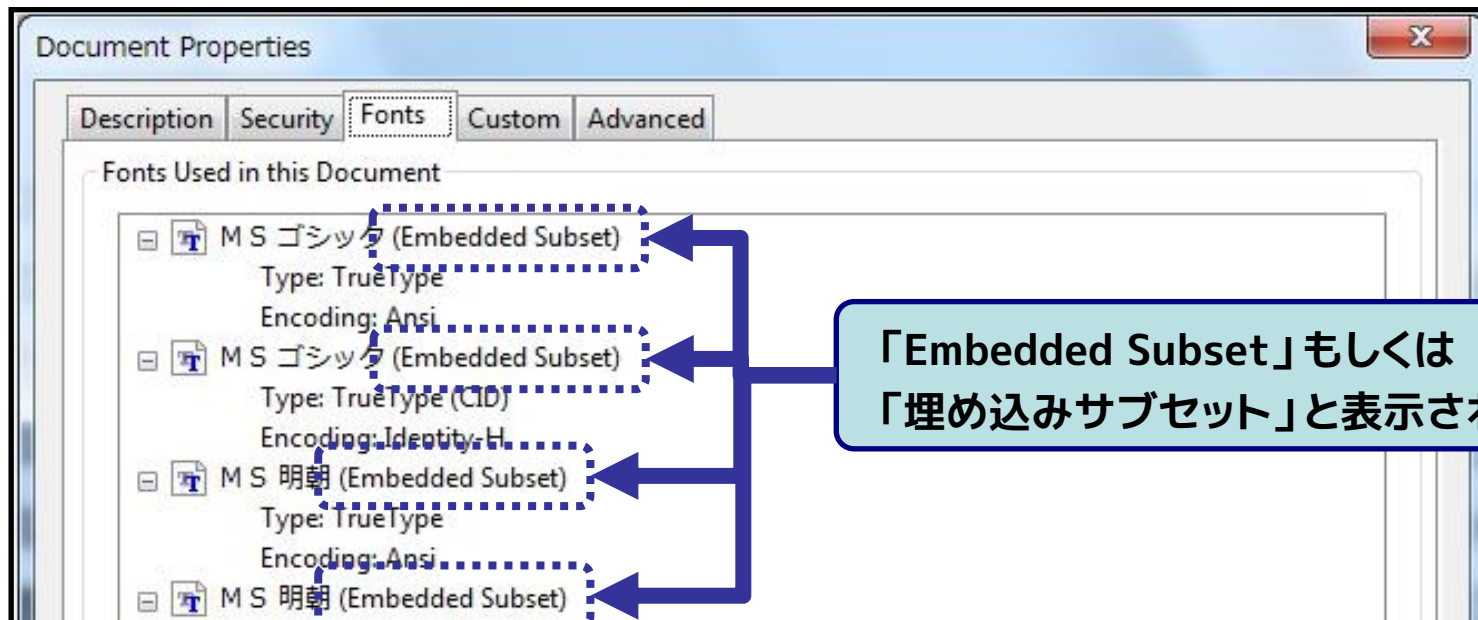 Document Properties
x
Description Security Fonts Custom Advanced
Fonts Used in this Document
ＭＳ ゴシック (Embedded Subset)
Type: TrueType
Encoding: Ansi
ＭＳ ゴシック (Embedded Subset)
Type: TrueType (CID)
Encoding: Identity-H
ＭＳ 明朝 (Embedded Subset)
Type: TrueType
Encoding: Ansi
ＭＳ 明朝 (Embedded Subset)
「Embedded Subset」もしくは
「埋め込みサブセット」と表示され